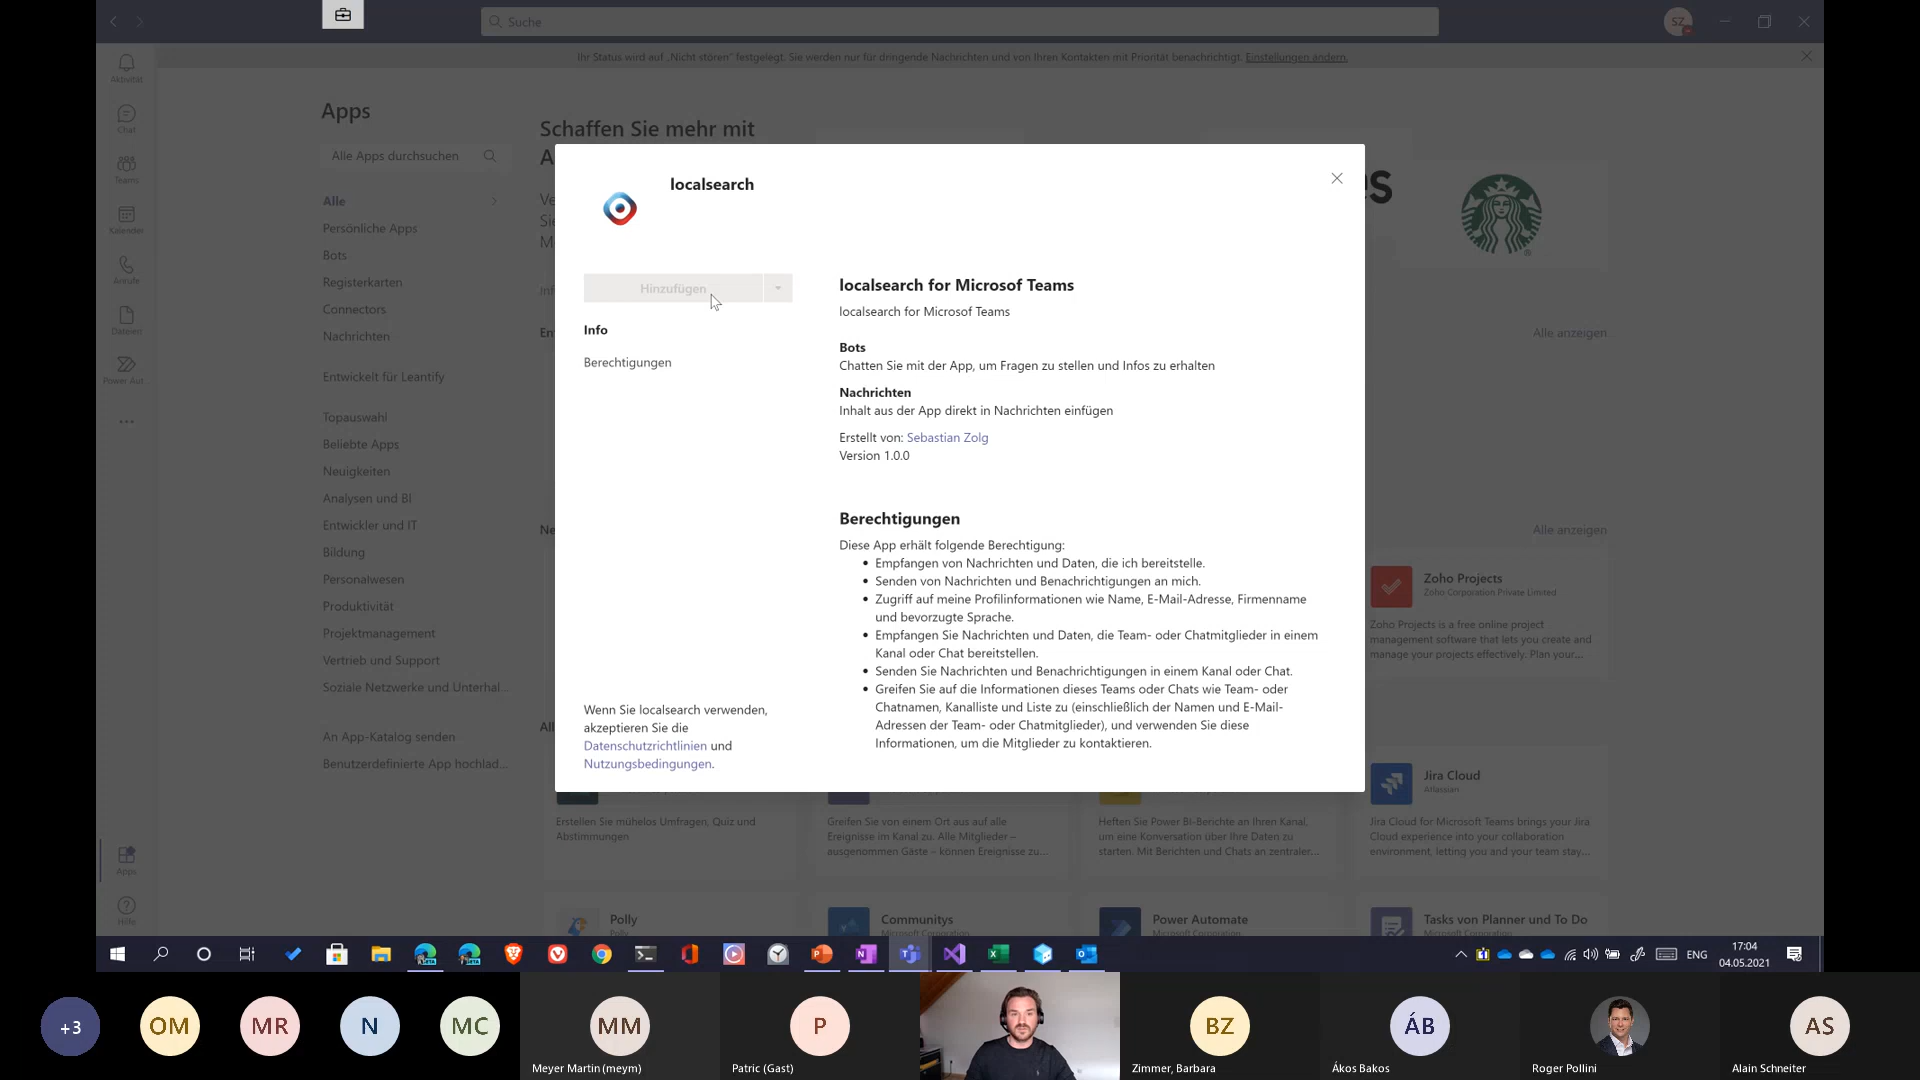 Suche
SZ
Ihr Status wird auf „Nicht stören" festgelegt. Sie werden nur für dringende Nachrichten und von Ihren Kontakten mit Priorität benachrichtigt. Einstellungen ändern.
Aktivität
Chat
Teams
Kalender
Anrufe
Dateien
Power Aut...
Apps
Hilfe
Apps
Alle Apps durchsuchen
Alle
Persönliche Apps
Bots
Registerkarten
Connectors
Nachrichten
Entwickelt für Leantify
Topauswahl
Beliebte Apps
Neuigkeiten
Analysen und BI
Entwickler und IT
Bildung
Personalwesen
Produktivität
Projektmanagement
Vertrieb und Support
Soziale Netzwerke und Unterhal...
An App-Katalog senden
Benutzerdefinierte App hochlad...
Schaffen Sie mehr mit
localsearch
Hinzufügen
Info
Berechtigungen
Wenn Sie localsearch verwenden,
akzeptieren Sie die
Datenschutzrichtlinien und
Nutzungsbedingungen.
localsearch for Microsof Teams
localsearch for Microsof Teams
Bots
Chatten Sie mit der App, um Fragen zu stellen und Infos zu erhalten
Nachrichten
Inhalt aus der App direkt in Nachrichten einfügen
Erstellt von: Sebastian Zolg
Version 1.0.0
Berechtigungen
Diese App erhält folgende Berechtigung:
• Empfangen von Nachrichten und Daten, die ich bereitstelle.
• Senden von Nachrichten und Benachrichtigungen an mich.
• Zugriff auf meine Profilinformationen wie Name, E-Mail-Adresse, Firmenname
und bevorzugte Sprache.
• Empfangen Sie Nachrichten und Daten, die Team- oder Chatmitglieder in einem
Kanal oder Chat bereitstellen.
• Senden Sie Nachrichten und Benachrichtigungen in einem Kanal oder Chat.
• Greifen Sie auf die Informationen dieses Teams oder Chats wie Team- oder
Chatnamen, Kanalliste und Liste zu (einschließlich der Namen und E-Mail-
Adressen der Team- oder Chatmitglieder), und verwenden Sie diese
Informationen, um die Mitglieder zu kontaktieren.
Alle anzeigen
Alle anzeigen
Zoho Projects
Zoho Corporation Private Limited
Zoho Projects is a free online project
management software that lets you create and
manage your projects effectively. Plan your...
Jira Cloud
Atlassian
Jira Cloud for Microsoft Teams brings your Jira
Cloud experience into your collaboration
environment, letting you and your team stay...
Erstellen Sie mühelos Umfragen, Quiz und
Abstimmungen
Greifen Sie von einem Ort aus auf alle
Ereignisse im Kanal zu. Alle Mitglieder –
ausgenommen Gäste – können Ereignisse zu...
Heften Sie Power BI-Berichte an Ihren Kanal,
um eine Konversation über Ihre Daten zu
starten. Mit Berichten und Chats an zentraler...
Polly
Polly
Communitys
Microsoft Corporation
Power Automate
Microsoft Corporation
Tasks von Planner und To Do
Microsoft Corporation
ENG
17:04
04.05.2021
+3
OM
MR
N
MC
MM
Meyer Martin (meym)
P
Patric (Gast)
BZ
Zimmer, Barbara
ÁB
Ákos Bakos
Roger Pollini
AS
Alain Schneiter